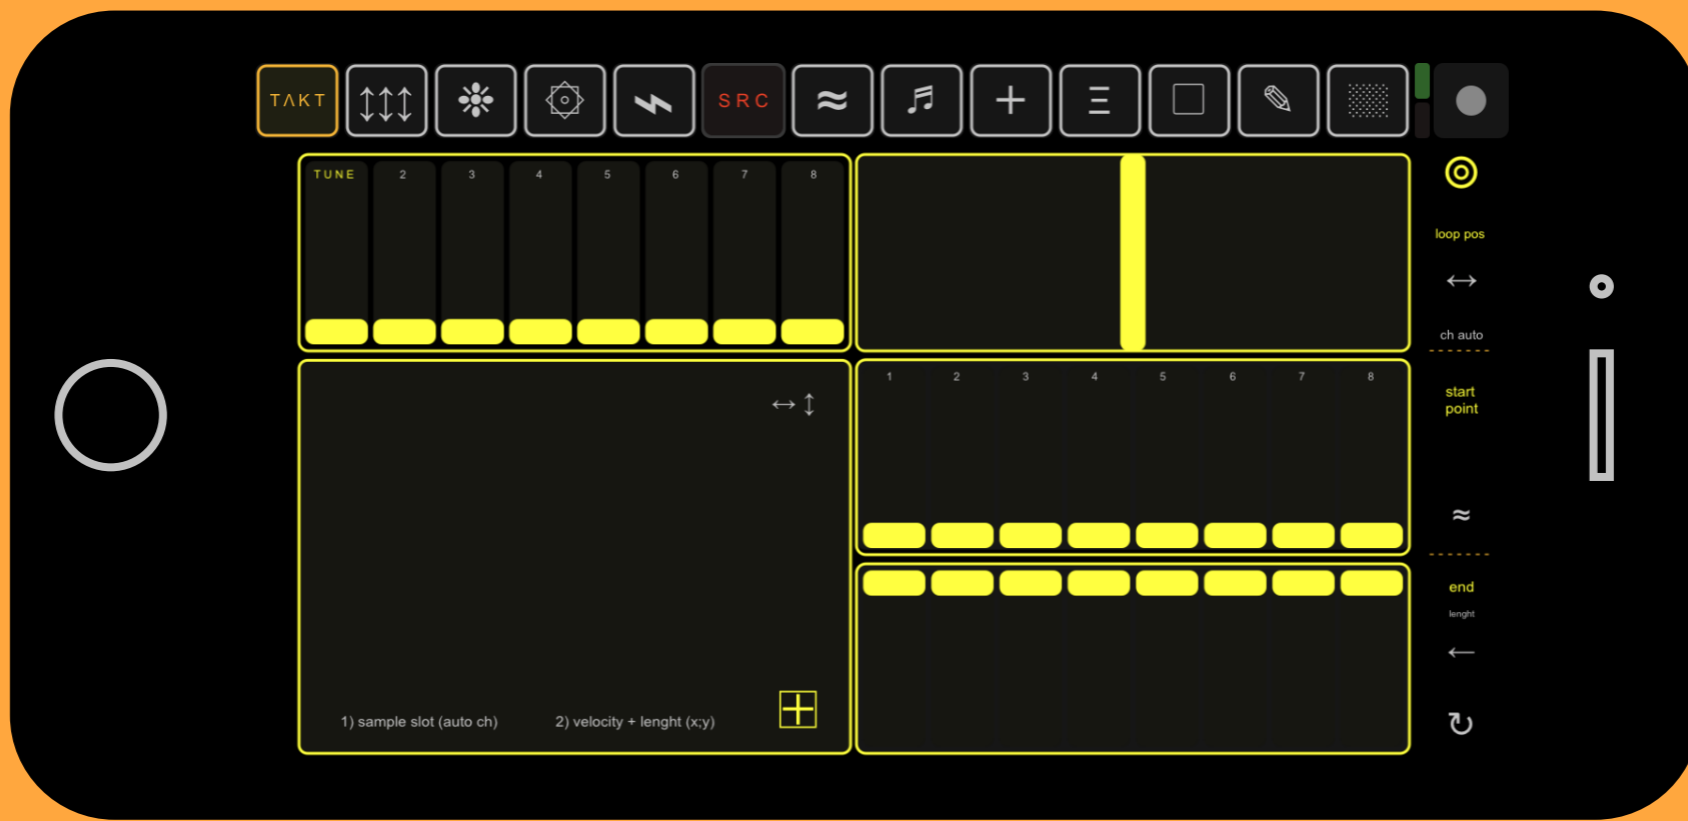 TΛKT
SRC
TUNE 2 3 4 5 6 7 8
loop pos
ch auto
1 2 3 4 5 6 7 8
start
point
end
lenght
1) sample slot (auto ch) 2) velocity + lenght (x;y)